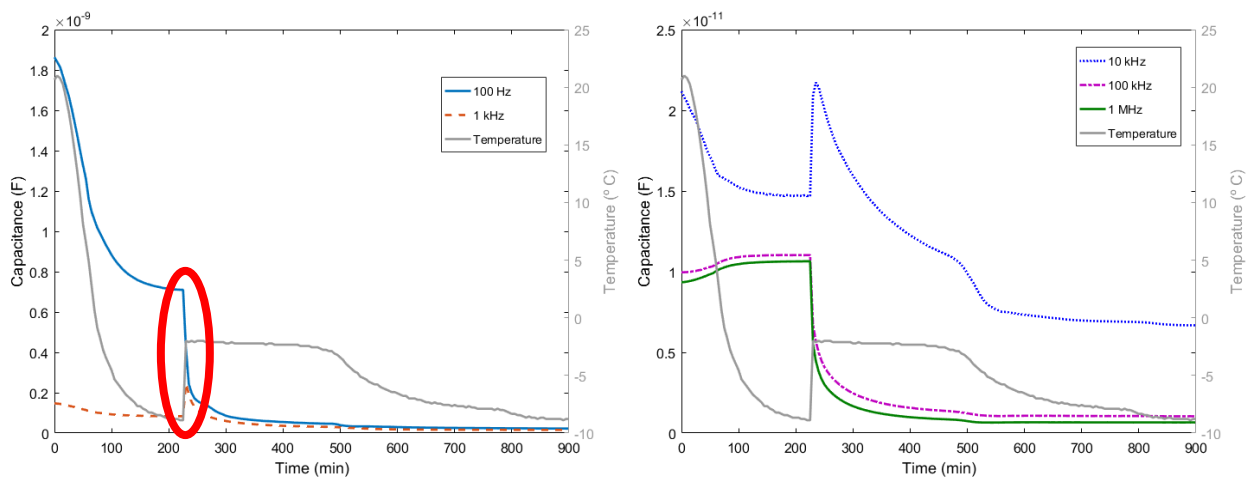 ×10⁻⁹
2
1.8
1.6
1.4
1.2
1
0.8
0.6
0.4
0.2
0
Capacitance (F)
25
20
15
10
5
0
-5
-10
Temperature (º C)
100 Hz
1 kHz
Temperature
0 100 200 300 400 500 600 700 800 900
Time (min)
×10⁻¹¹
2.5
2
1.5
1
0.5
0
Capacitance (F)
25
20
15
10
5
0
-5
-10
Temperature (º C)
10 kHz
100 kHz
1 MHz
Temperature
0 100 200 300 400 500 600 700 800 900
Time (min)